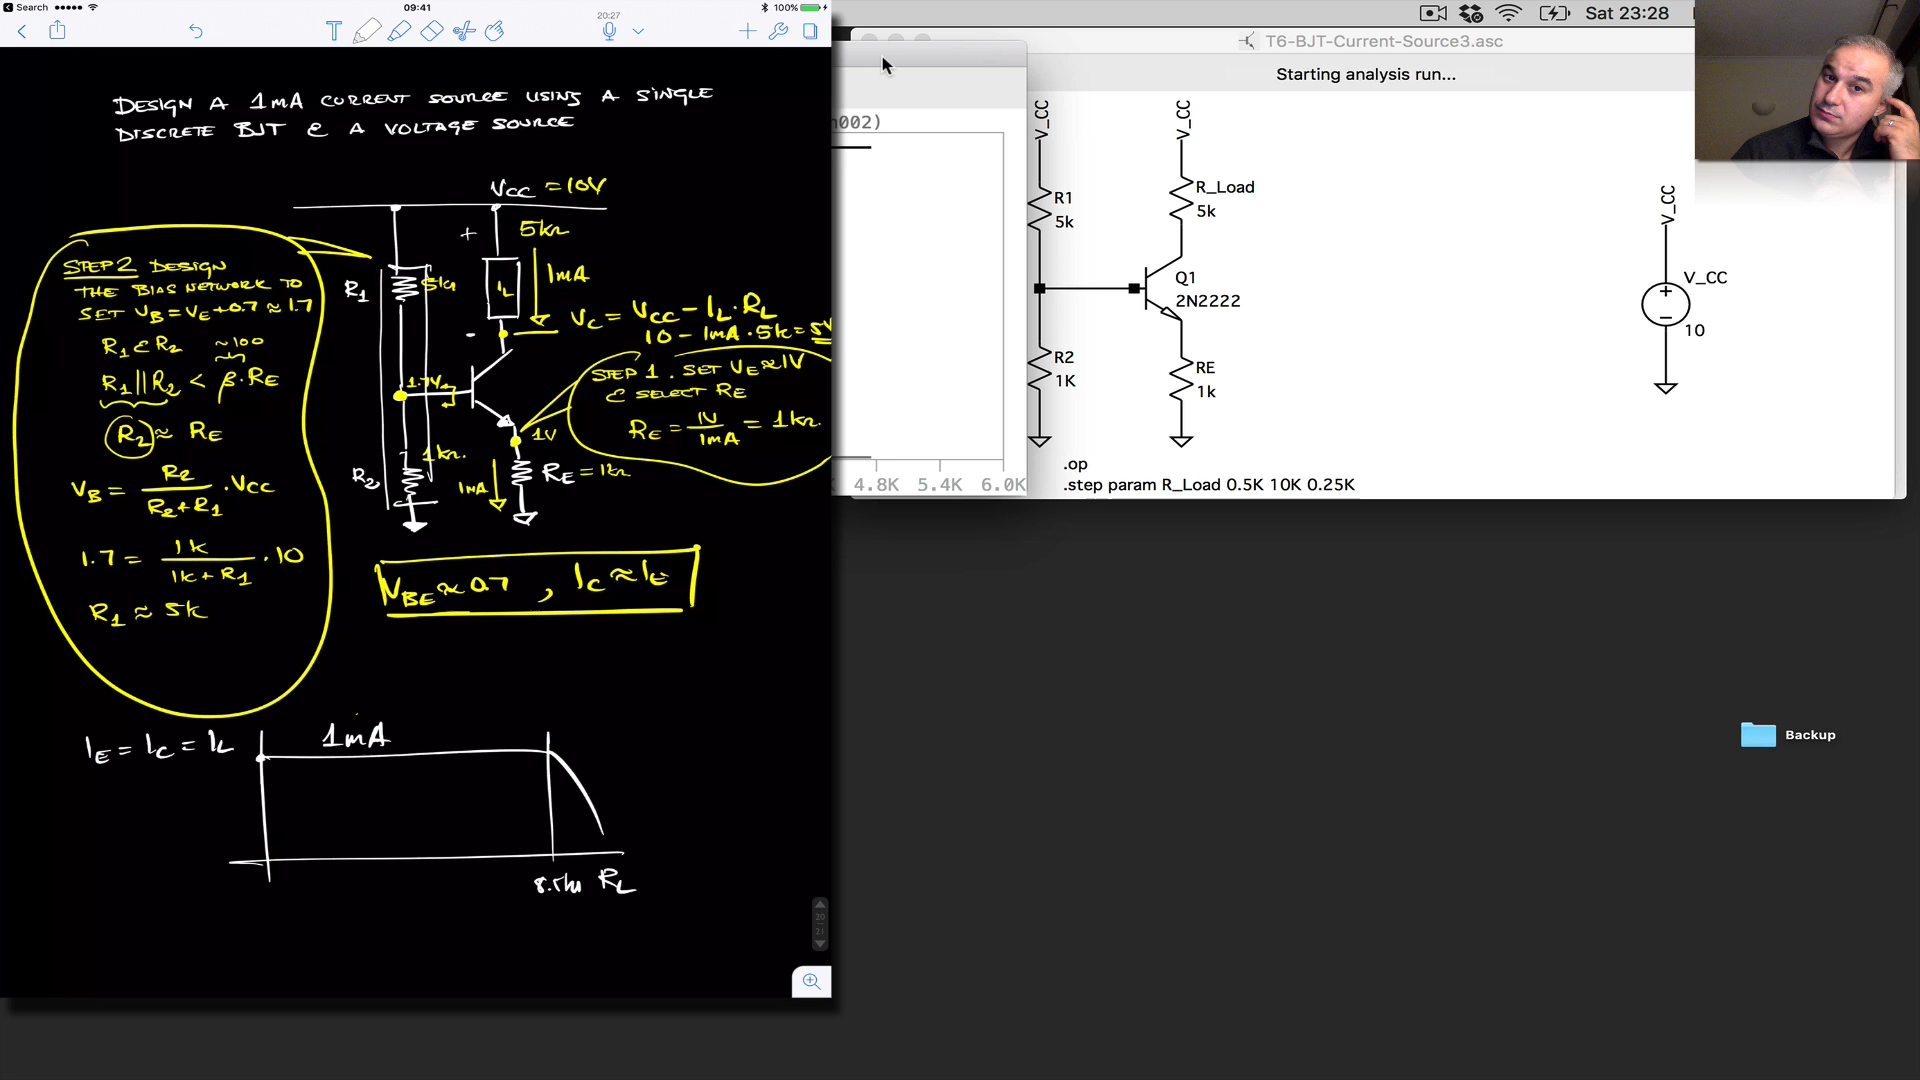 Search
09:41
100%
20:27
T
DESIGN A 1mA CURRENT SOURCE USING A SINGLE
DISCRETE BJT & A VOLTAGE SOURCE
VCC = 10V
+ 5kΩ
1mA
IL
-
R1 5kΩ
VC = VCC - IL·RL
10 - 1mA·5k = 5V
1.7V
1V
1kΩ
R2
1mA
RE = 1kΩ
STEP 1. SET VE≈1V
& SELECT RE
RE = 1V / 1mA = 1kΩ.
STEP 2 DESIGN
THE BIAS NETWORK TO
SET VB = VE + 0.7 ≈ 1.7
R1 & R2 ~100
R1 || R2 < β·RE
R2 ≈ RE
VB = R2 / R2+R1 · VCC
1.7 = 1k / 1k+R1 · 10
R1 ≈ 5k
VBE ≈ 0.7 , IC ≈ IE
IE = IC = IL 1mA
RL
20
21
Sat 23:28
T6-BJT-Current-Source3.asc
Starting analysis run...
n002)
4.8K 5.4K 6.0K
V_CC
R1
5k
R2
1K
V_CC
R_Load
5k
Q1
2N2222
RE
1k
V_CC
V_CC
10
.op
.step param R_Load 0.5K 10K 0.25K
Backup